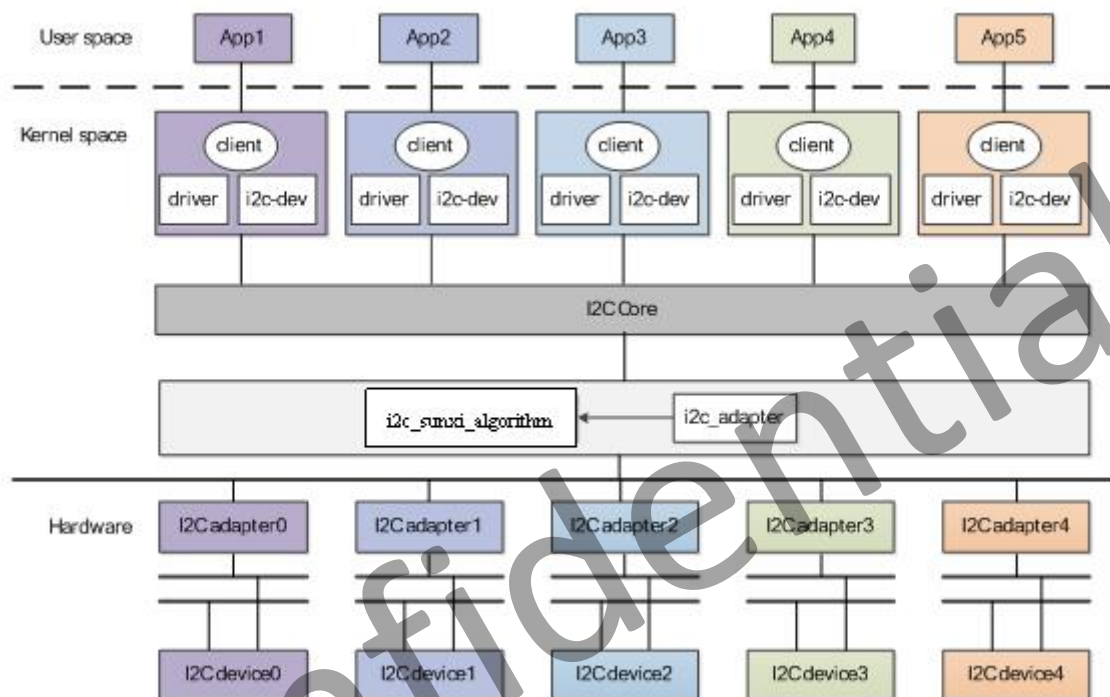 User space
App1
App2
App3
App4
App5
Kernel space
client
client
client
client
client
driver
i2c-dev
driver
i2c-dev
driver
i2c-dev
driver
i2c-dev
driver
i2c-dev
I2C Core
i2c_sunxi_algorithm
i2c_adapter
Hardware
I2Cadapter0
I2Cadapter1
I2Cadapter2
I2Cadapter3
I2Cadapter4
I2Cdevice0
I2Cdevice1
I2Cdevice2
I2Cdevice3
I2Cdevice4